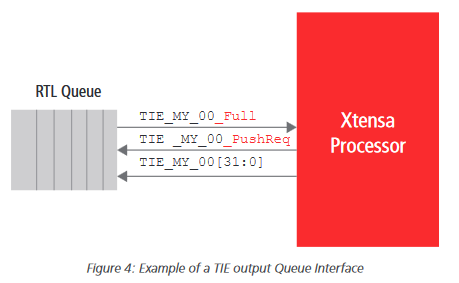 RTL Queue
TIE_MY_00_Full
TIE _MY_00_PushReq
TIE_MY_00[31:0]
Xtensa
Processor
Figure 4: Example of a TIE output Queue Interface